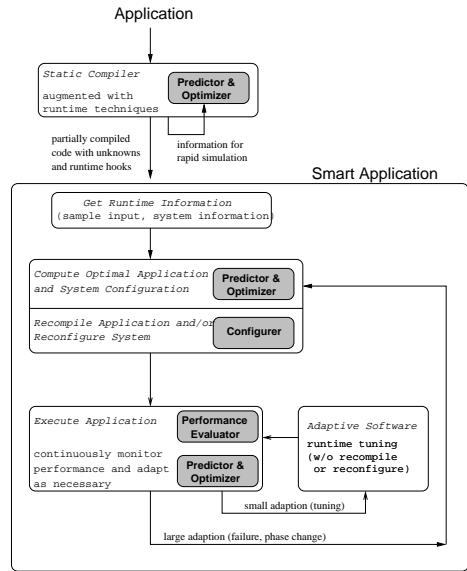 Application
Static Compiler
augmented with
runtime techniques
Predictor &
Optimizer
partially compiled
code with unknowns
and runtime hooks
information for
rapid simulation
Smart Application
Get Runtime Information
(sample input, system information)
Compute Optimal Application
and System Configuration
Predictor &
Optimizer
Recompile Application and/or
Reconfigure System
Configurer
Execute Application
continuously monitor
performance and adapt
as necessary
Performance
Evaluator
Predictor &
Optimizer
Adaptive Software
runtime tuning
(w/o recompile
or reconfigure)
small adaption (tuning)
large adaption (failure, phase change)